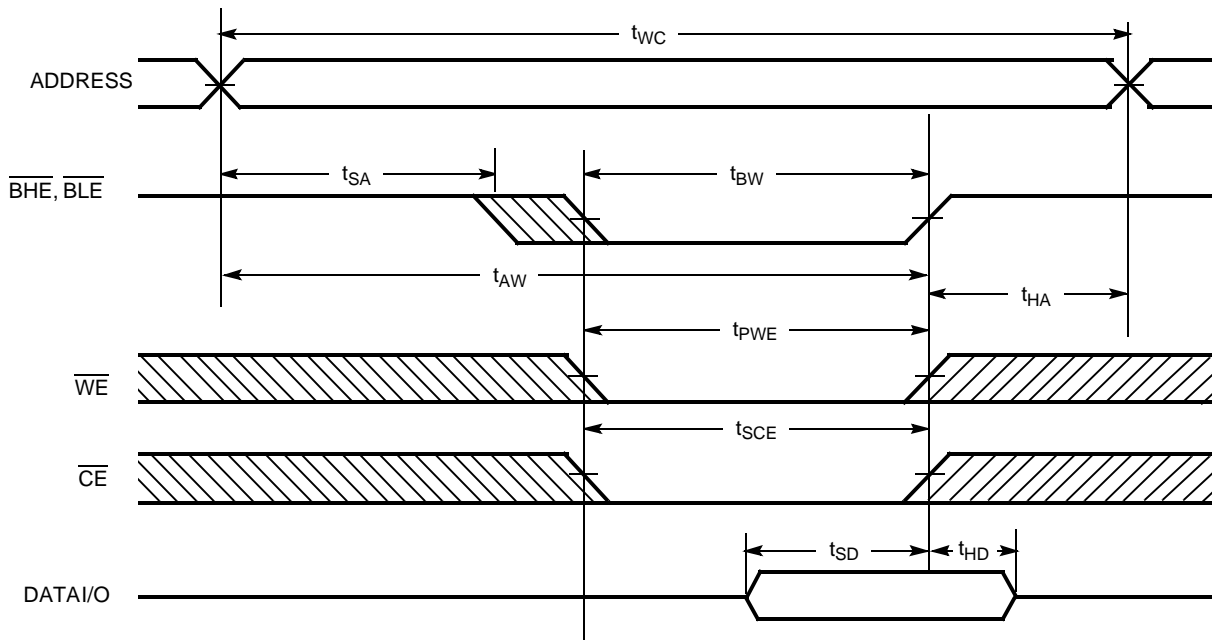 tWC
ADDRESS
tSA
tBW
BHE, BLE
tAW
tHA
tPWE
WE
tSCE
CE
tSD
tHD
DATAI/O